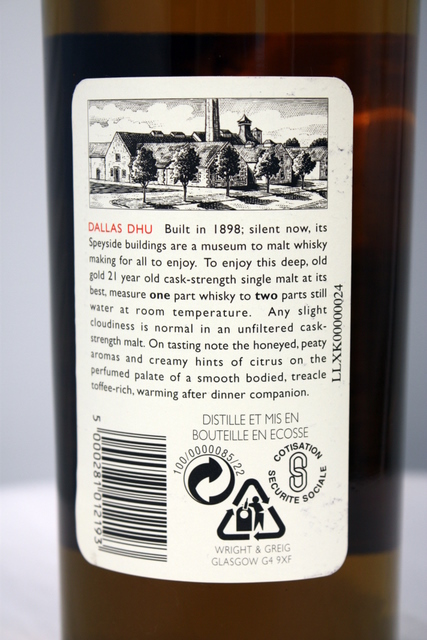 DALLAS DHU Built in 1898; silent now, its
Speyside buildings are a museum to malt whisky
making for all to enjoy. To enjoy this deep, old
gold 21 year old cask-strength single malt at its
best, measure one part whisky to two parts still
water at room temperature. Any slight
cloudiness is normal in an unfiltered cask-
strength malt. On tasting note the honeyed, peaty
aromas and creamy hints of citrus on the
perfumed palate of a smooth bodied, treacle
toffee-rich, warming after dinner companion.
LLXK00000024
DISTILLE ET MIS EN
BOUTEILLE EN ECOSSE
100/0000085/22
COTISATION
SECURITE SOCIALE
5 000281 012193
WRIGHT & GREIG
GLASGOW G4 9XF